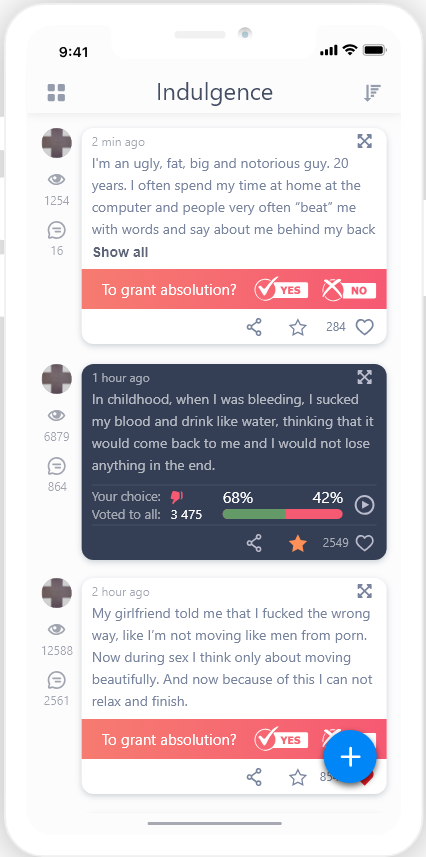 9:41
Indulgence
2 min ago
I'm an ugly, fat, big and notorious guy. 20
years. I often spend my time at home at the
computer and people very often "beat" me
with words and say about me behind my back
Show all
1254
16
To grant absolution? YES NO
284
1 hour ago
In childhood, when I was bleeding, I sucked
my blood and drink like water, thinking that it
would come back to me and I would not lose
anything in the end.
6879
864
Your choice: 68% 42%
Voted to all: 3 475
2549
2 hour ago
My girlfriend told me that I fucked the wrong
way, like I'm not moving like men from porn.
Now during sex I think only about moving
beautifully. And now because of this I can not
relax and finish.
12588
2561
To grant absolution? YES